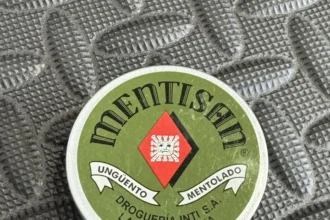 MENTISAN
®
UNGUENTO
MENTOLADO
DROGUERIA INTI S.A.